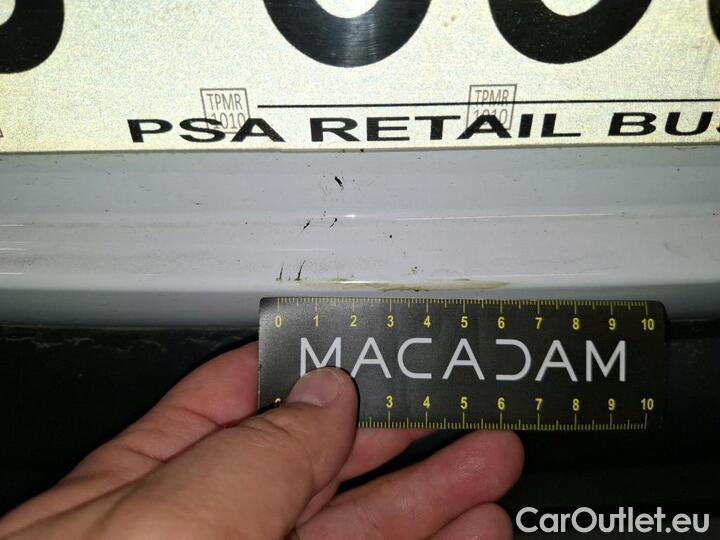 TPMR TPMR
1010 1010
PSA RETAIL BUS
0 1 2 3 4 5 6 7 8 9 10
MACADAM
3 4 5 6 7 8 9 10
CarOutlet.eu